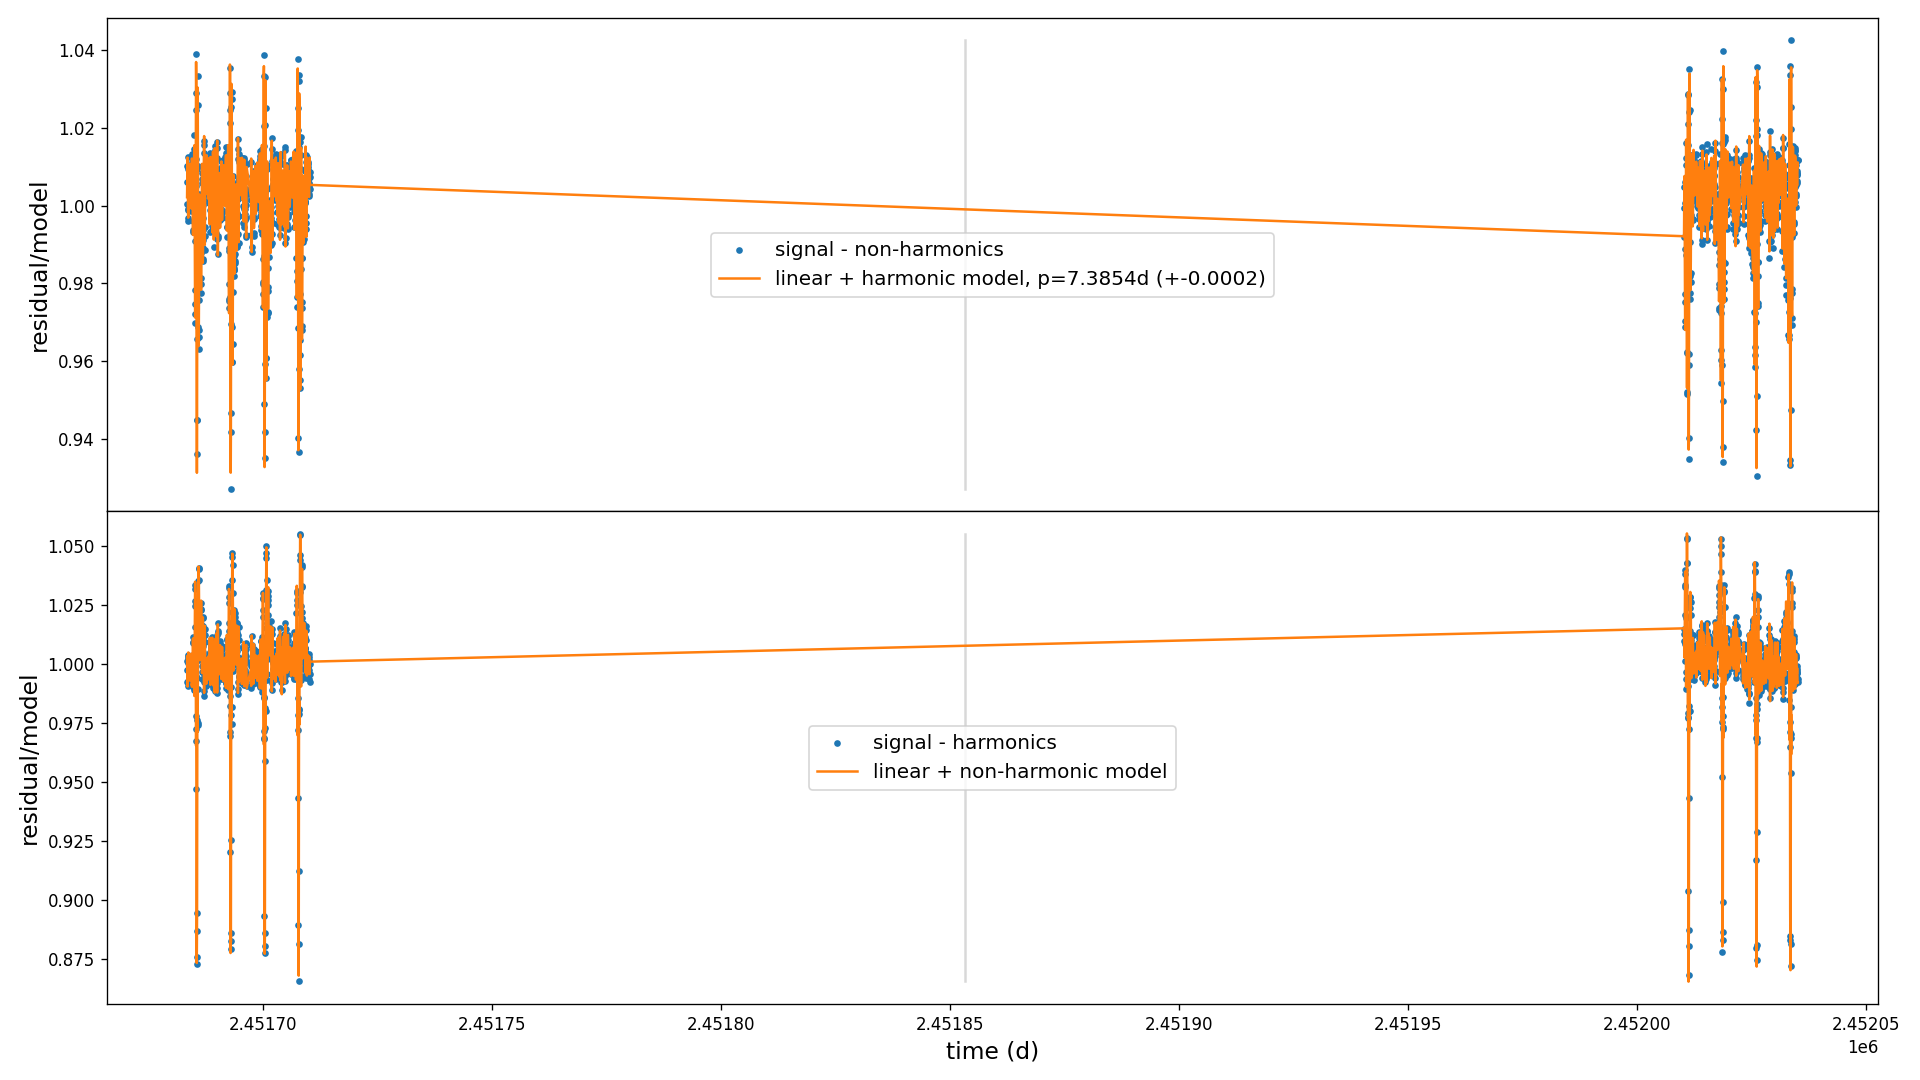 1.04
1.02
1.00
0.98
0.96
0.94
residual/model
signal - non-harmonics
linear + harmonic model, p=7.3854d (+-0.0002)
1.050
1.025
1.000
0.975
0.950
0.925
0.900
0.875
residual/model
signal - harmonics
linear + non-harmonic model
2.45170 2.45175 2.45180 2.45185 2.45190 2.45195 2.45200 2.45205
1e6
time (d)